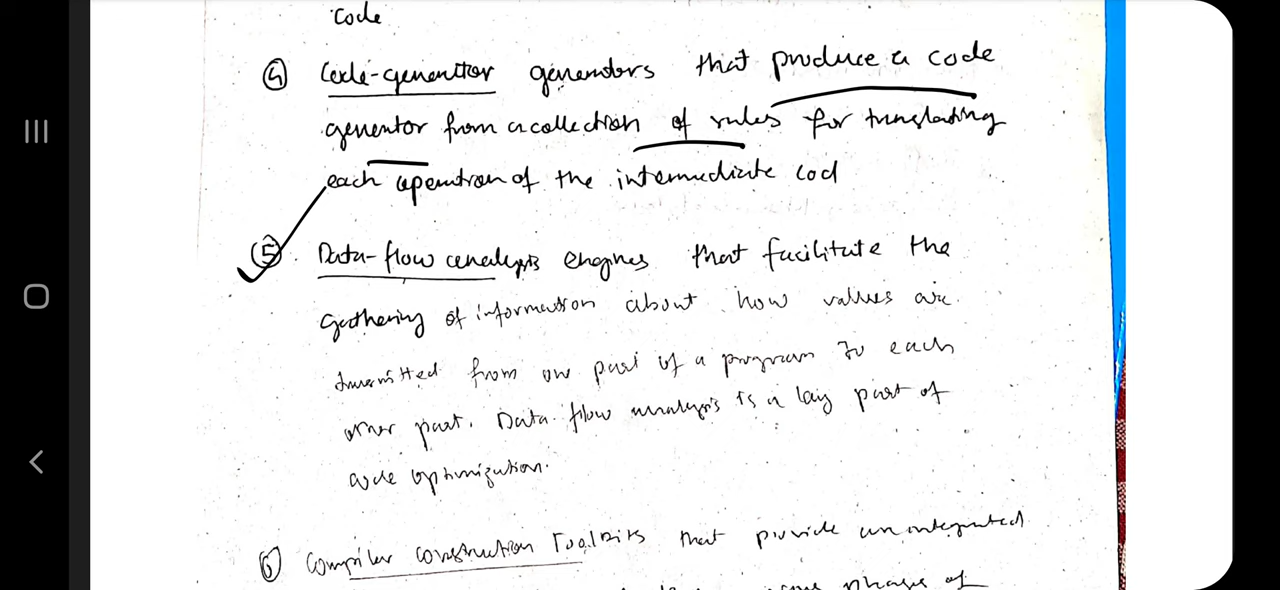 code
④ Code-generator generators that produce a code
generator from a collection of rules for translating
each operation of the intermediate cod
⑤. Data-flow analysis engines that facilitate the
gathering of information about how values are
transmitted from one part of a program to each
other part. Data flow analysis is a key part of
code optimization.
⑥ Compiler construction Toolkits that provide an integrated
phases of